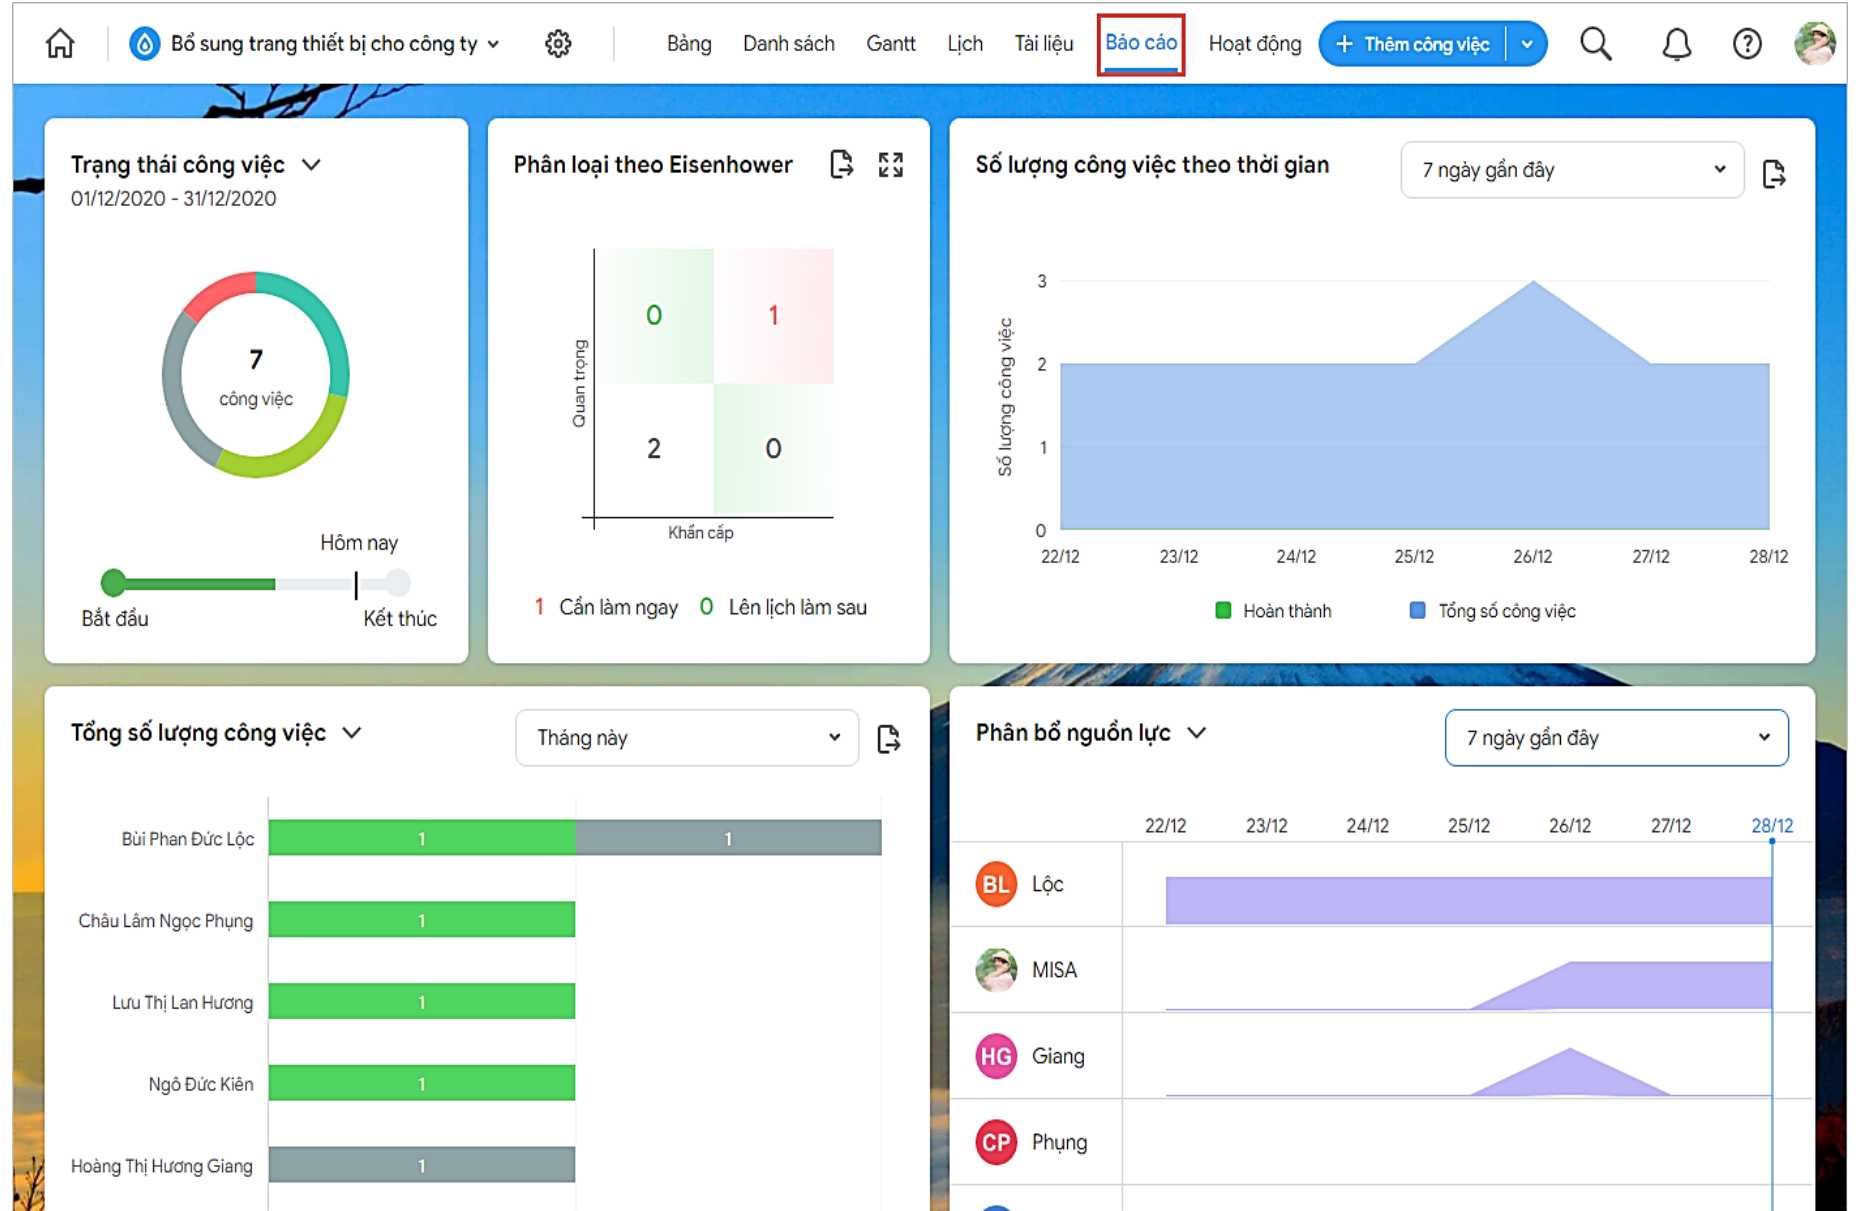 Bổ sung trang thiết bị cho công ty
Bảng Danh sách Gantt Lịch Tài liệu Báo cáo Hoạt động
+ Thêm công việc
Trạng thái công việc
01/12/2020 - 31/12/2020
7
công việc
Hôm nay
Bắt đầu
Kết thúc
Phân loại theo Eisenhower
Quan trọng
0 1
2 0
Khẩn cấp
1 Cần làm ngay 0 Lên lịch làm sau
Số lượng công việc theo thời gian
7 ngày gần đây
Số lượng công việc
3
2
1
0
22/12 23/12 24/12 25/12 26/12 27/12 28/12
Hoàn thành Tổng số công việc
Tổng số lượng công việc
Tháng này
Bùi Phan Đức Lộc 1 1
Châu Lâm Ngọc Phụng 1
Lưu Thị Lan Hương 1
Ngô Đức Kiên 1
Hoàng Thị Hương Giang 1
Phân bổ nguồn lực
7 ngày gần đây
22/12 23/12 24/12 25/12 26/12 27/12 28/12
BL Lộc
MISA
HG Giang
CP Phụng